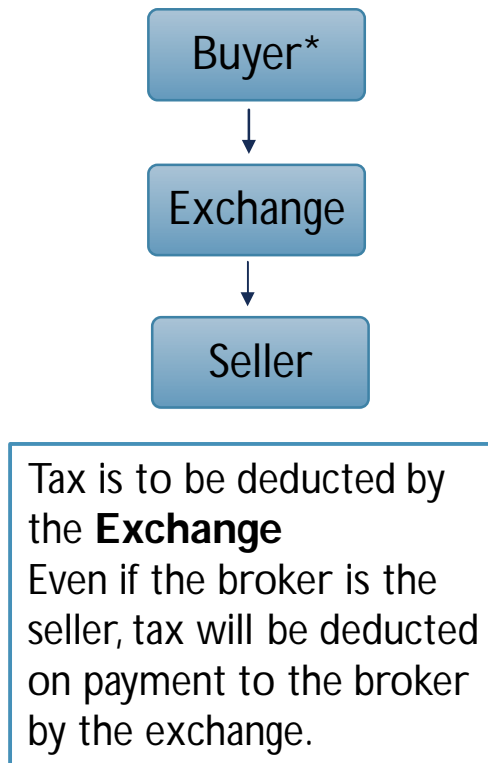 Buyer*
Exchange
Seller
Tax is to be deducted by
the Exchange
Even if the broker is the
seller, tax will be deducted
on payment to the broker
by the exchange.